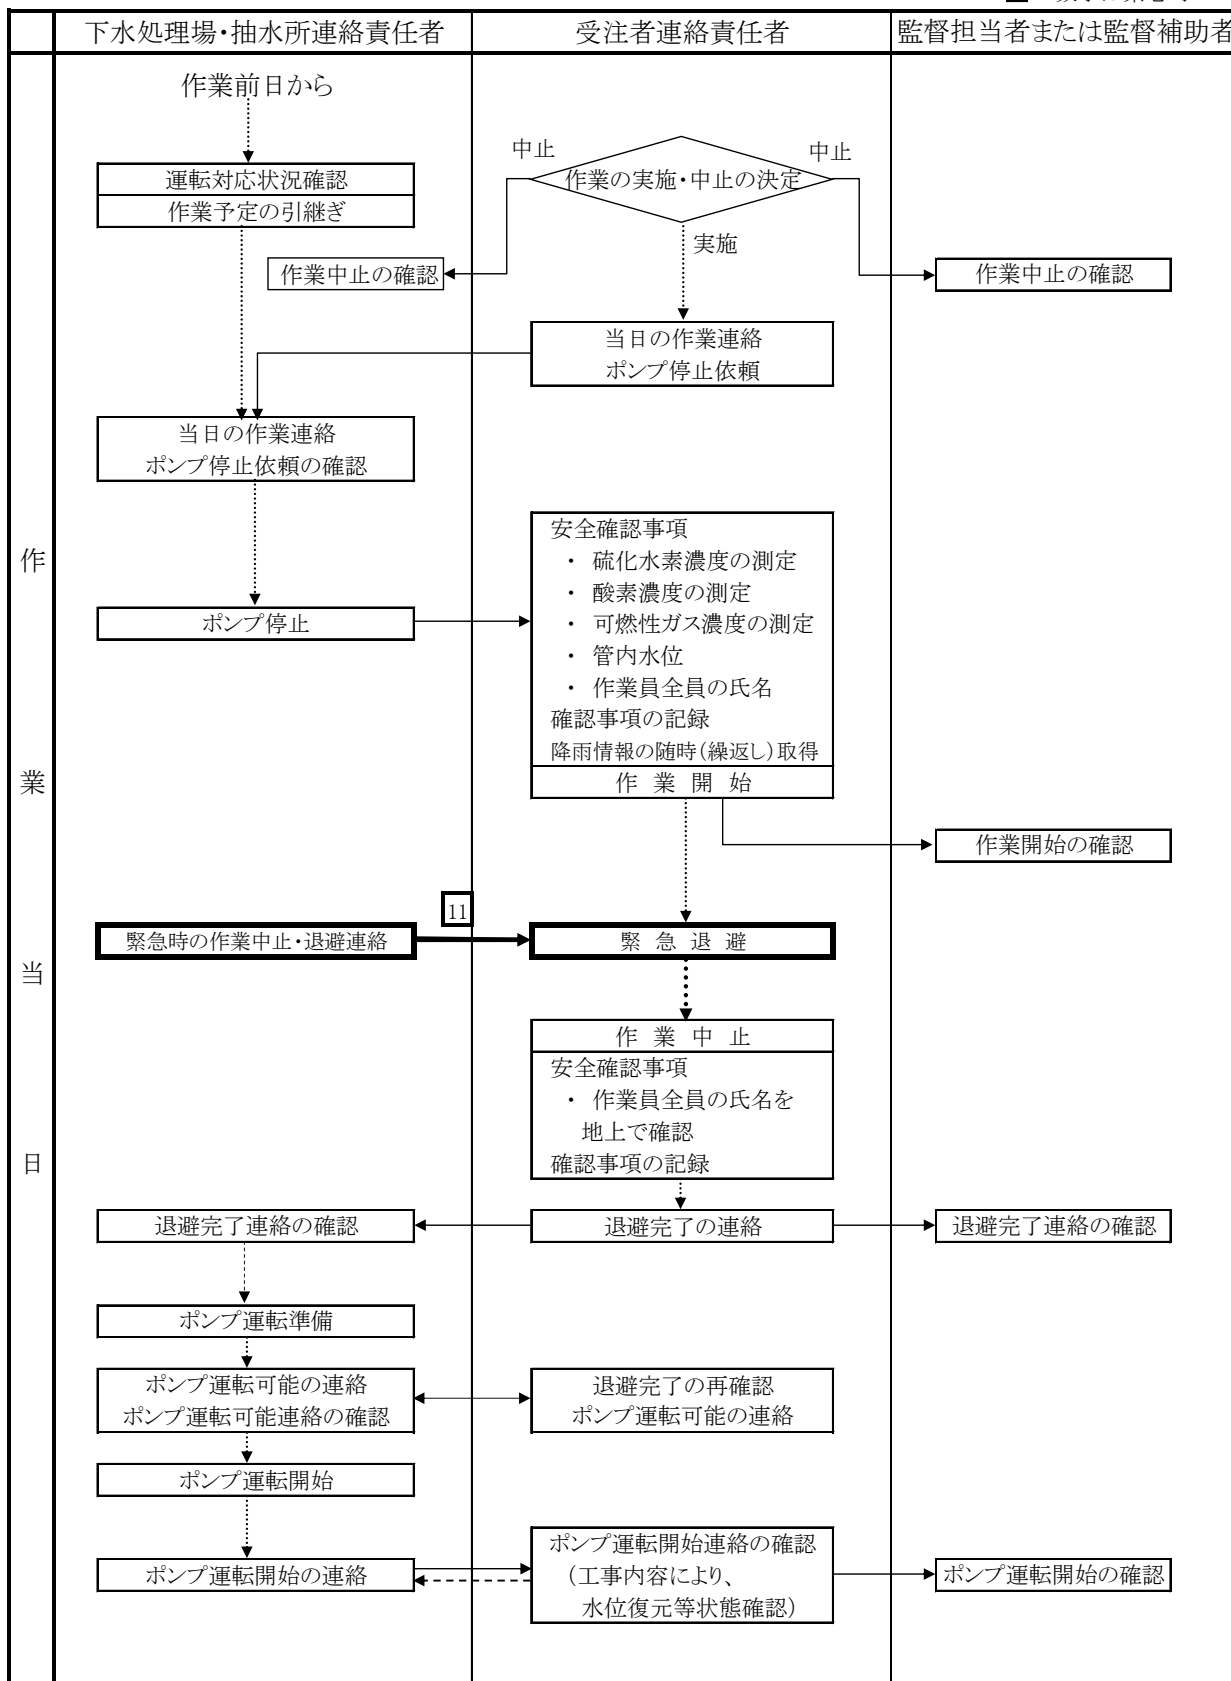 下水処理場・抽水所連絡責任者
受注者連絡責任者
監督担当者または監督補助者
作業当日
作業前日から
中止
中止
作業の実施・中止の決定
運転対応状況確認
作業予定の引継ぎ
実施
作業中止の確認
作業中止の確認
当日の作業連絡
ポンプ停止依頼
当日の作業連絡
ポンプ停止依頼の確認
安全確認事項
・ 硫化水素濃度の測定
・ 酸素濃度の測定
・ 可燃性ガス濃度の測定
・ 管内水位
・ 作業員全員の氏名
確認事項の記録
降雨情報の随時(繰返し)取得
作 業 開 始
ポンプ停止
作業開始の確認
11
緊急時の作業中止・退避連絡
緊 急 退 避
作 業 中 止
安全確認事項
・ 作業員全員の氏名を
地上で確認
確認事項の記録
退避完了連絡の確認
退避完了の連絡
退避完了連絡の確認
ポンプ運転準備
ポンプ運転可能の連絡
ポンプ運転可能連絡の確認
退避完了の再確認
ポンプ運転可能の連絡
ポンプ運転開始
ポンプ運転開始の連絡
ポンプ運転開始連絡の確認
(工事内容により、
水位復元等状態確認)
ポンプ運転開始の確認